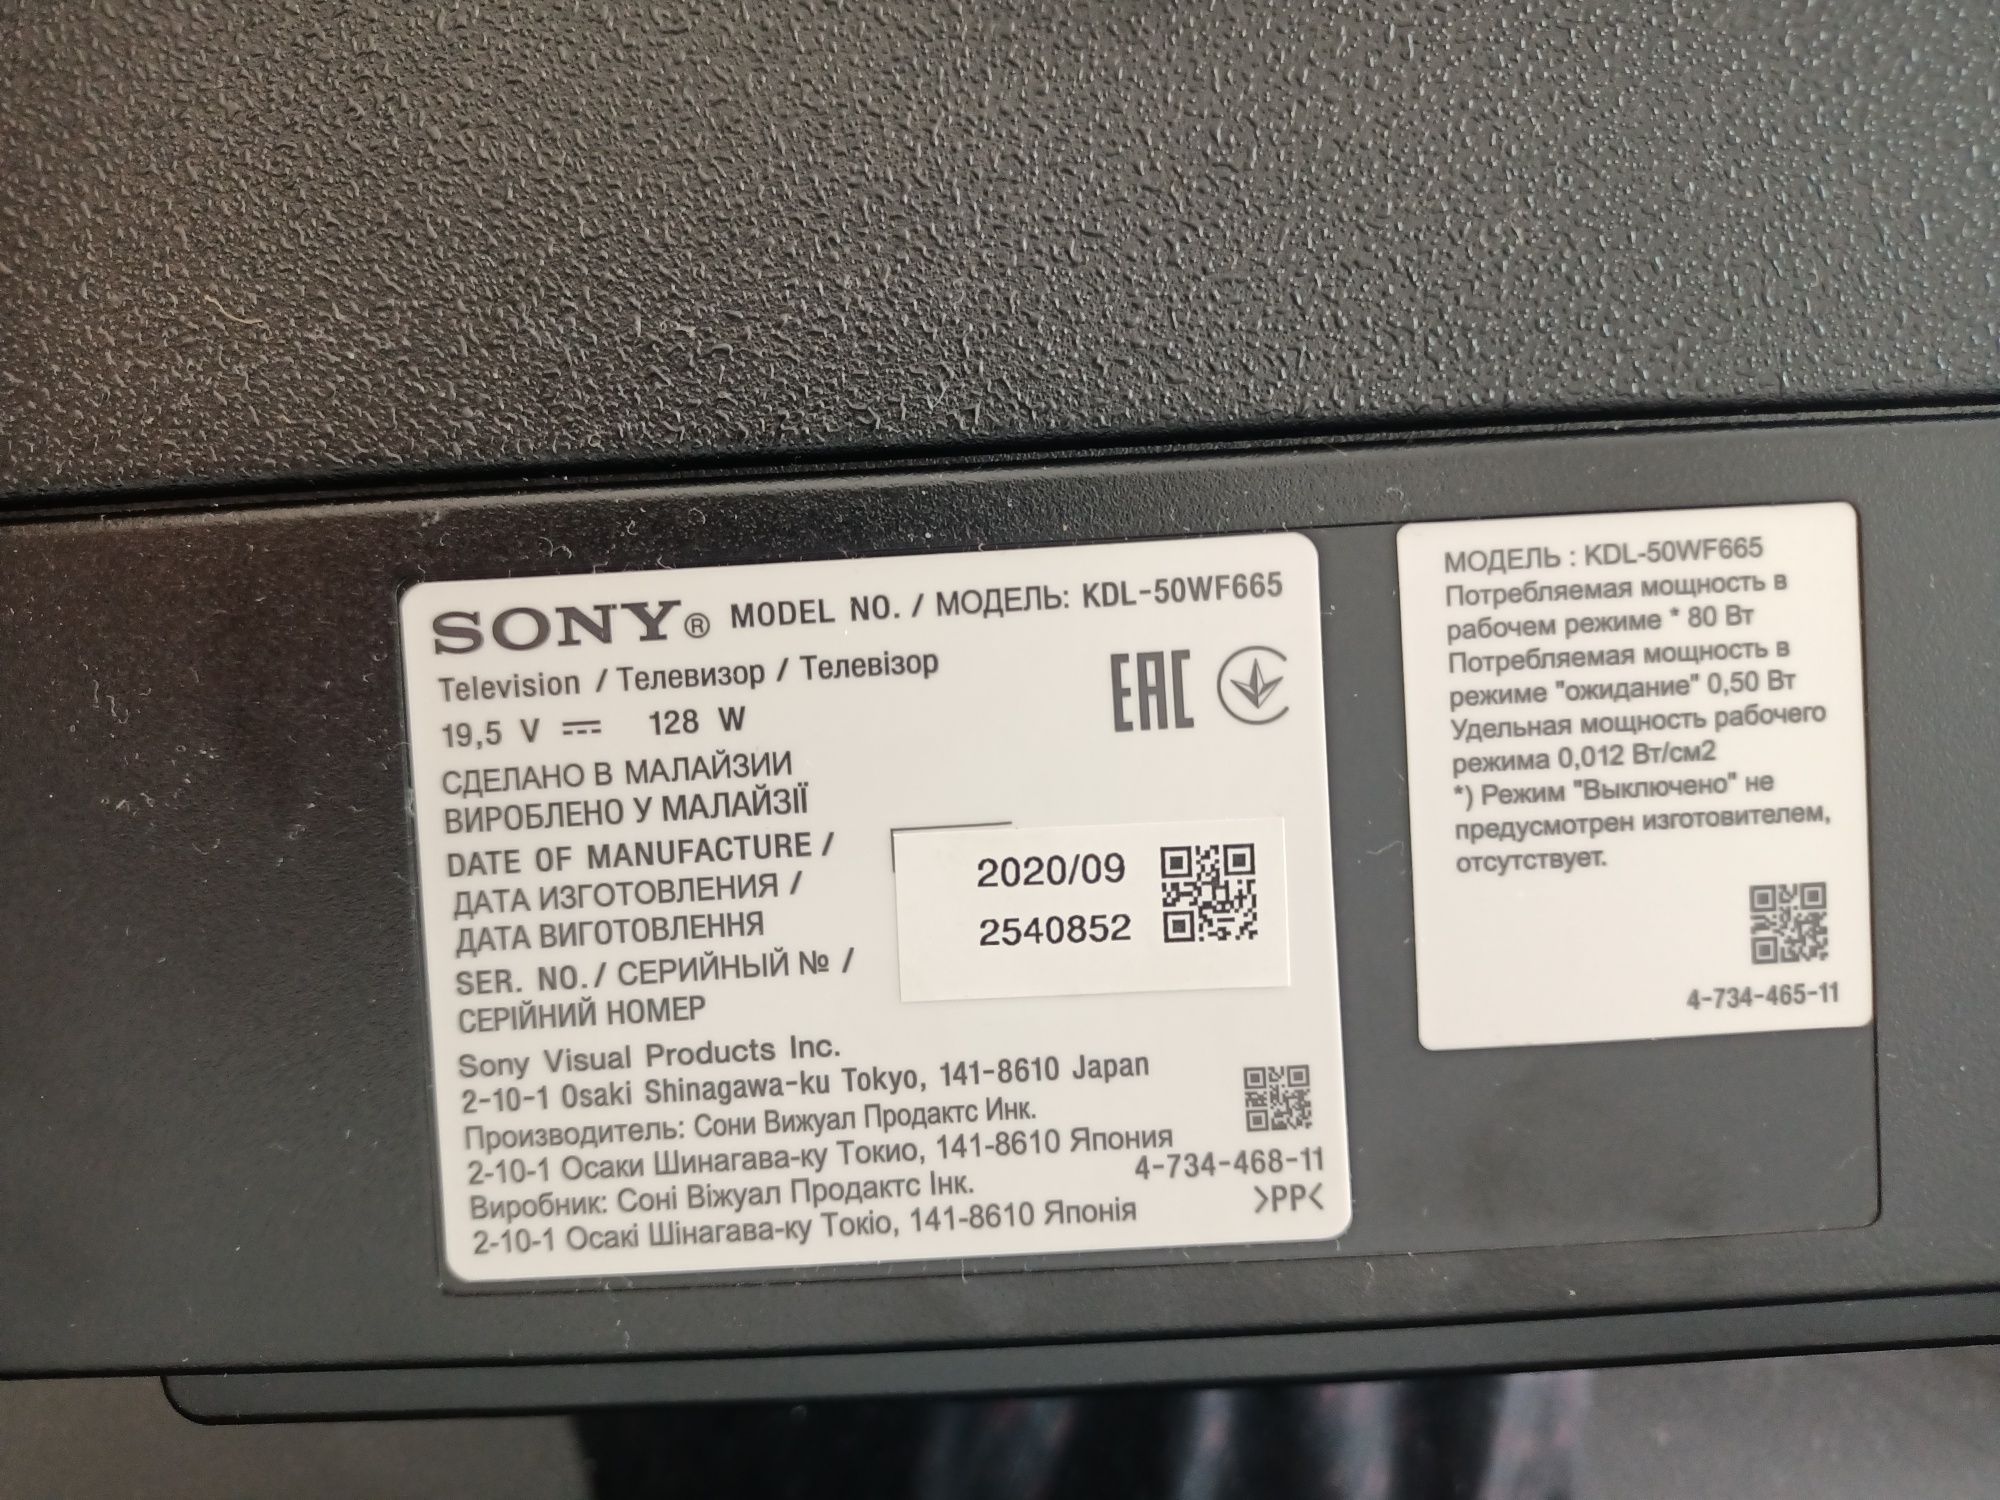 SONY® MODEL NO. / МОДЕЛЬ: KDL-50WF665
Television / Телевизор / Телевізор
19,5 V 128 W
EAC
СДЕЛАНО В МАЛАЙЗИИ
ВИРОБЛЕНО У МАЛАЙЗІЇ
DATE OF MANUFACTURE /
ДАТА ИЗГОТОВЛЕНИЯ /
ДАТА ВИГОТОВЛЕННЯ
2020/09
SER. NO. / СЕРИЙНЫЙ № /
СЕРІЙНИЙ НОМЕР
2540852
Sony Visual Products Inc.
2-10-1 Osaki Shinagawa-ku Tokyo, 141-8610 Japan
Производитель: Сони Вижуал Продактс Инк.
2-10-1 Осаки Шинагава-ку Токио, 141-8610 Япония
Виробник: Соні Віжуал Продактс Інк.
2-10-1 Осакі Шінагава-ку Токіо, 141-8610 Японія
4-734-468-11
>PP<
МОДЕЛЬ : KDL-50WF665
Потребляемая мощность в
рабочем режиме * 80 Вт
Потребляемая мощность в
режиме "ожидание" 0,50 Вт
Удельная мощность рабочего
режима 0,012 Вт/см2
*) Режим "Выключено" не
предусмотрен изготовителем,
отсутствует.
4-734-465-11